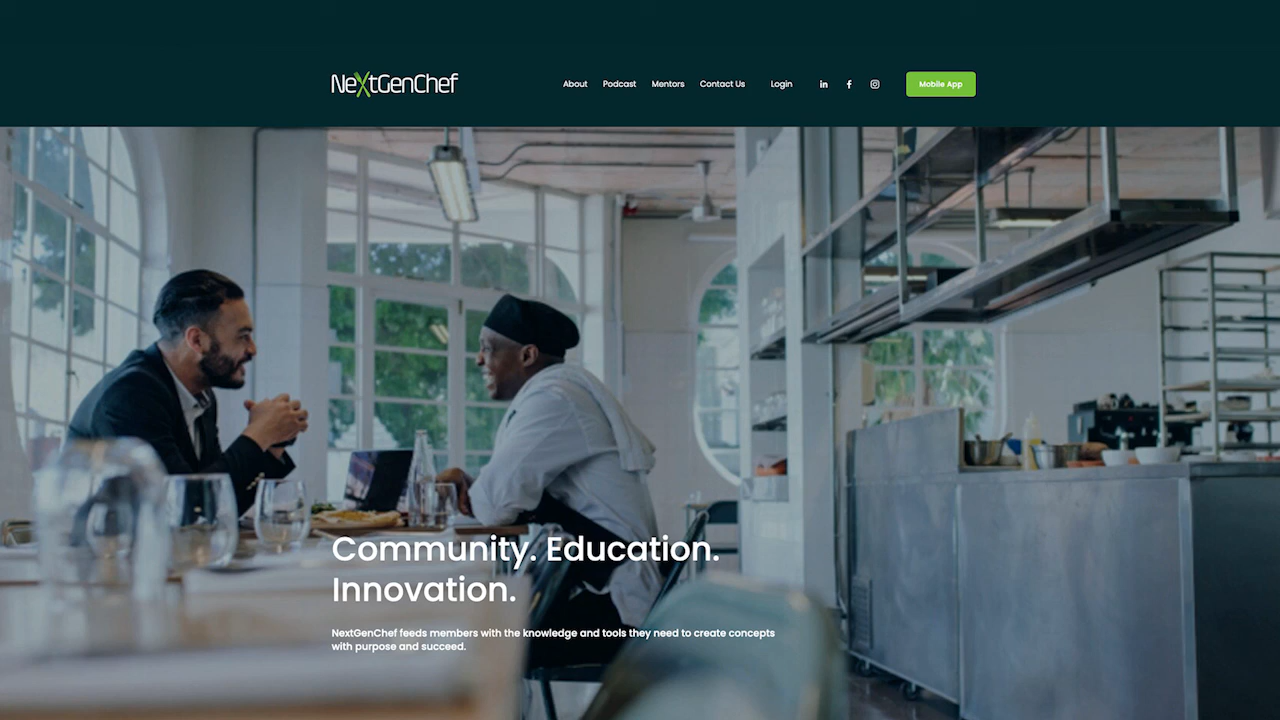 NeXtGenChef
About Podcast Mentors Contact Us Login Mobile App
Community. Education.
Innovation.
NextGenChef feeds members with the knowledge and tools they need to create concepts
with purpose and succeed.